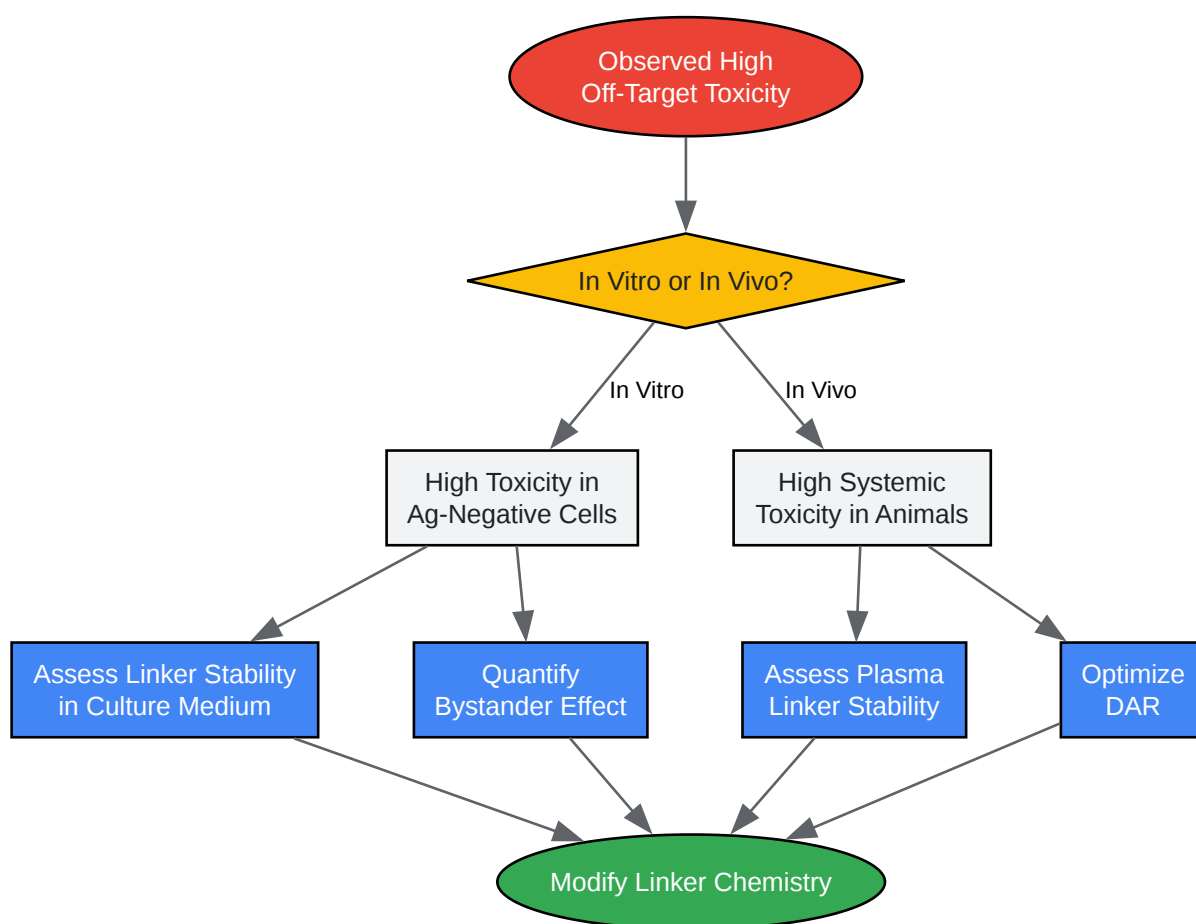 Observed High
Off-Target Toxicity
In Vitro or In Vivo?
In Vitro
In Vivo
High Toxicity in
Ag-Negative Cells
High Systemic
Toxicity in Animals
Assess Linker Stability
in Culture Medium
Quantify
Bystander Effect
Assess Plasma
Linker Stability
Optimize
DAR
Modify Linker Chemistry